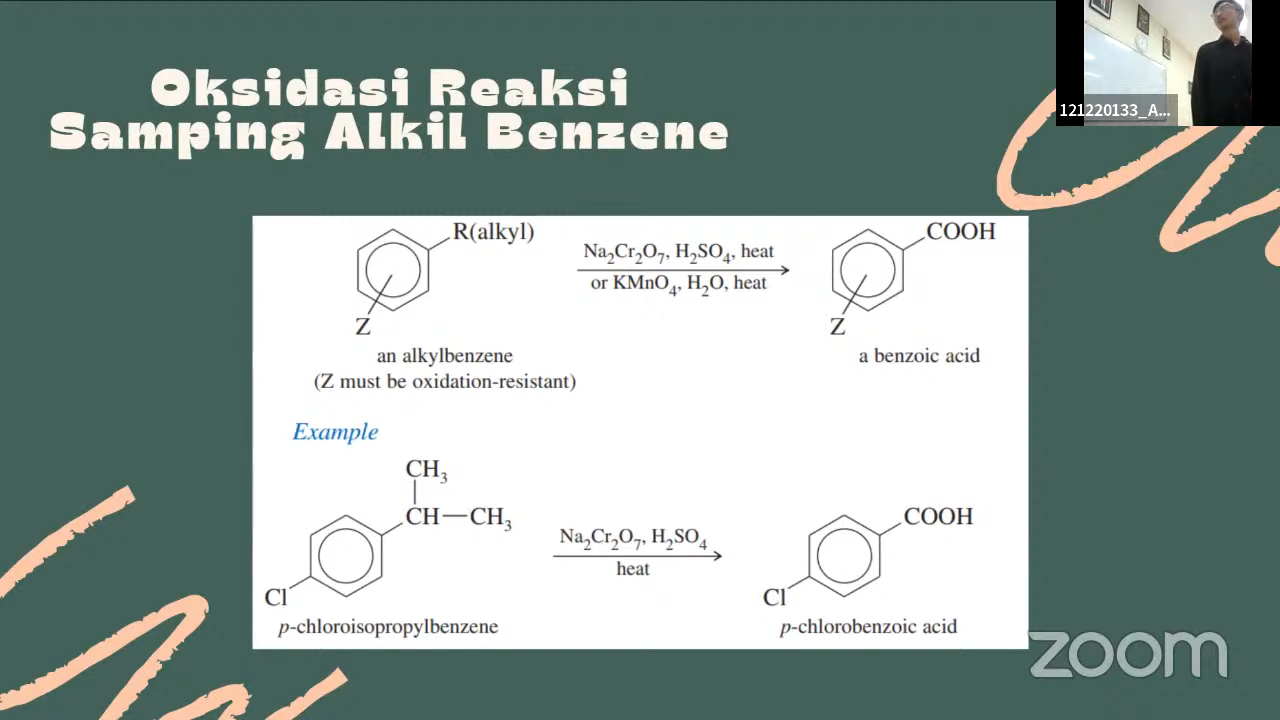 Oksidasi Reaksi
Samping Alkil Benzene
121220133_A...
R(alkyl)
Na₂Cr₂O₇, H₂SO₄, heat
or KMnO₄, H₂O, heat
COOH
Z
Z
an alkylbenzene
a benzoic acid
(Z must be oxidation-resistant)
Example
CH₃
CH—CH₃
Na₂Cr₂O₇, H₂SO₄
heat
COOH
Cl
Cl
p-chloroisopropylbenzene
p-chlorobenzoic acid
zoom